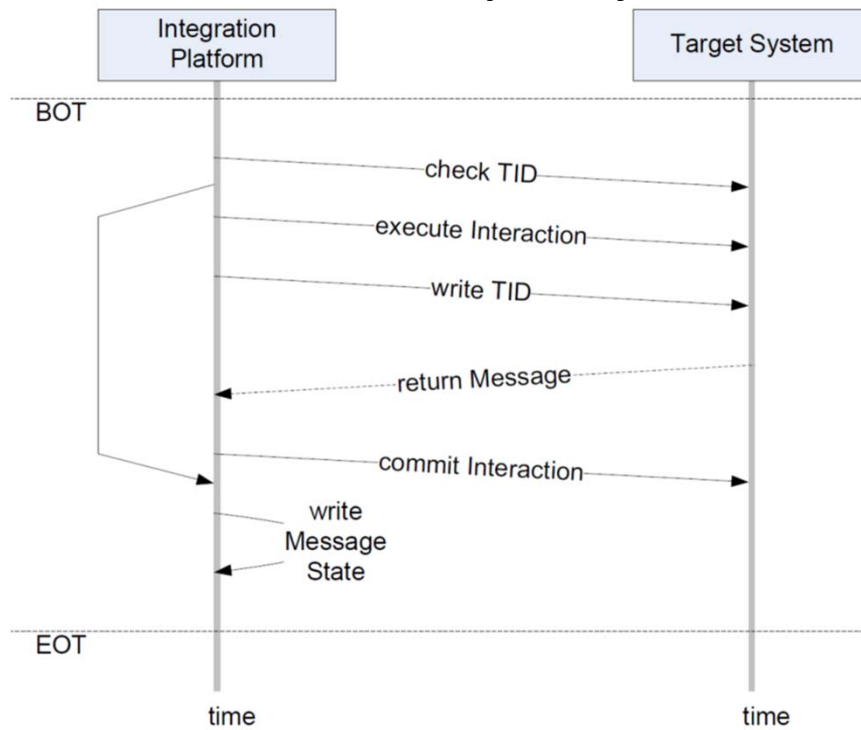 Integration
Platform
Target System
BOT
check TID
execute Interaction
write TID
return Message
commit Interaction
write
Message
State
EOT
time
time